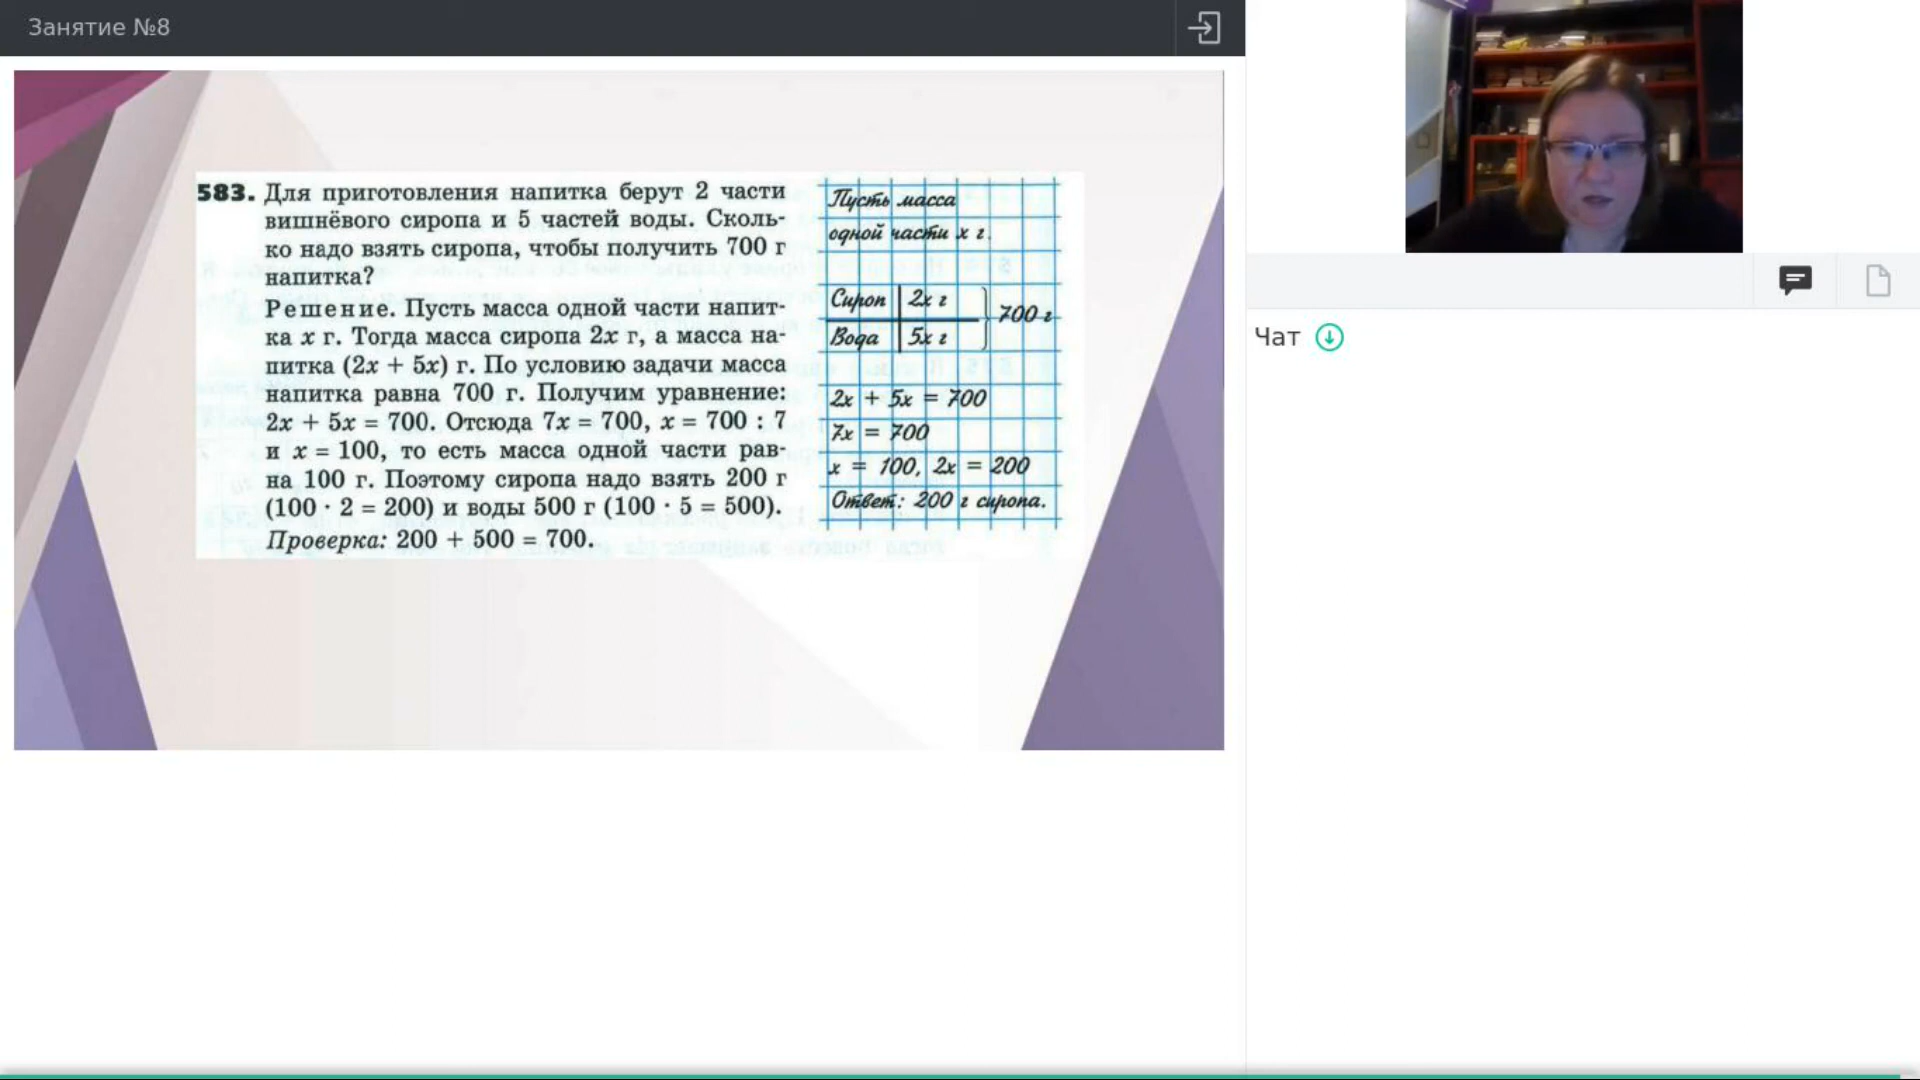 Занятие №8
583. Для приготовления напитка берут 2 части
вишнёвого сиропа и 5 частей воды. Сколь-
ко надо взять сиропа, чтобы получить 700 г
напитка?
Решение. Пусть масса одной части напит-
ка x г. Тогда масса сиропа 2x г, а масса на-
питка (2x + 5x) г. По условию задачи масса
напитка равна 700 г. Получим уравнение:
2x + 5x = 700. Отсюда 7x = 700, x = 700 : 7
и x = 100, то есть масса одной части рав-
на 100 г. Поэтому сиропа надо взять 200 г
(100 · 2 = 200) и воды 500 г (100 · 5 = 500).
Проверка: 200 + 500 = 700.
Пусть масса
одной части x г.
Сироп 2x г
700 г
Вода 5x г
2x + 5x = 700
7x = 700
x = 100, 2x = 200
Ответ: 200 г сиропа.
Чат